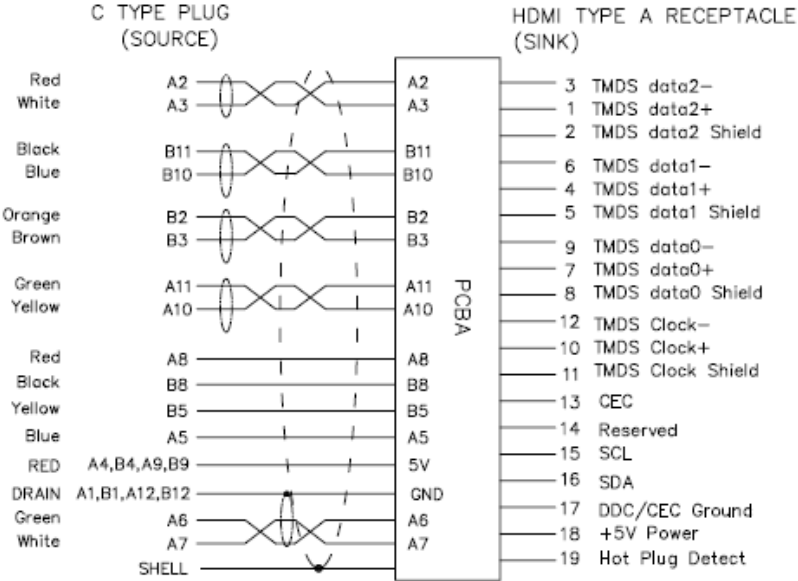 C TYPE PLUG
(SOURCE)
HDMI TYPE A RECEPTACLE
(SINK)
Red A2 A2
White A3 A3
Black B11 B11
Blue B10 B10
Orange B2 B2
Brown B3 B3
Green A11 A11
Yellow A10 A10
Red A8 A8
Black B8 B8
Yellow B5 B5
Blue A5 A5
RED A4,B4,A9,B9 5V
DRAIN A1,B1,A12,B12 GND
Green A6 A6
White A7 A7
SHELL
PCBA
3 TMDS data2-
1 TMDS data2+
2 TMDS data2 Shield
6 TMDS data1-
4 TMDS data1+
5 TMDS data1 Shield
9 TMDS data0-
7 TMDS data0+
8 TMDS data0 Shield
12 TMDS Clock-
10 TMDS Clock+
11 TMDS Clock Shield
13 CEC
14 Reserved
15 SCL
16 SDA
17 DDC/CEC Ground
18 +5V Power
19 Hot Plug Detect